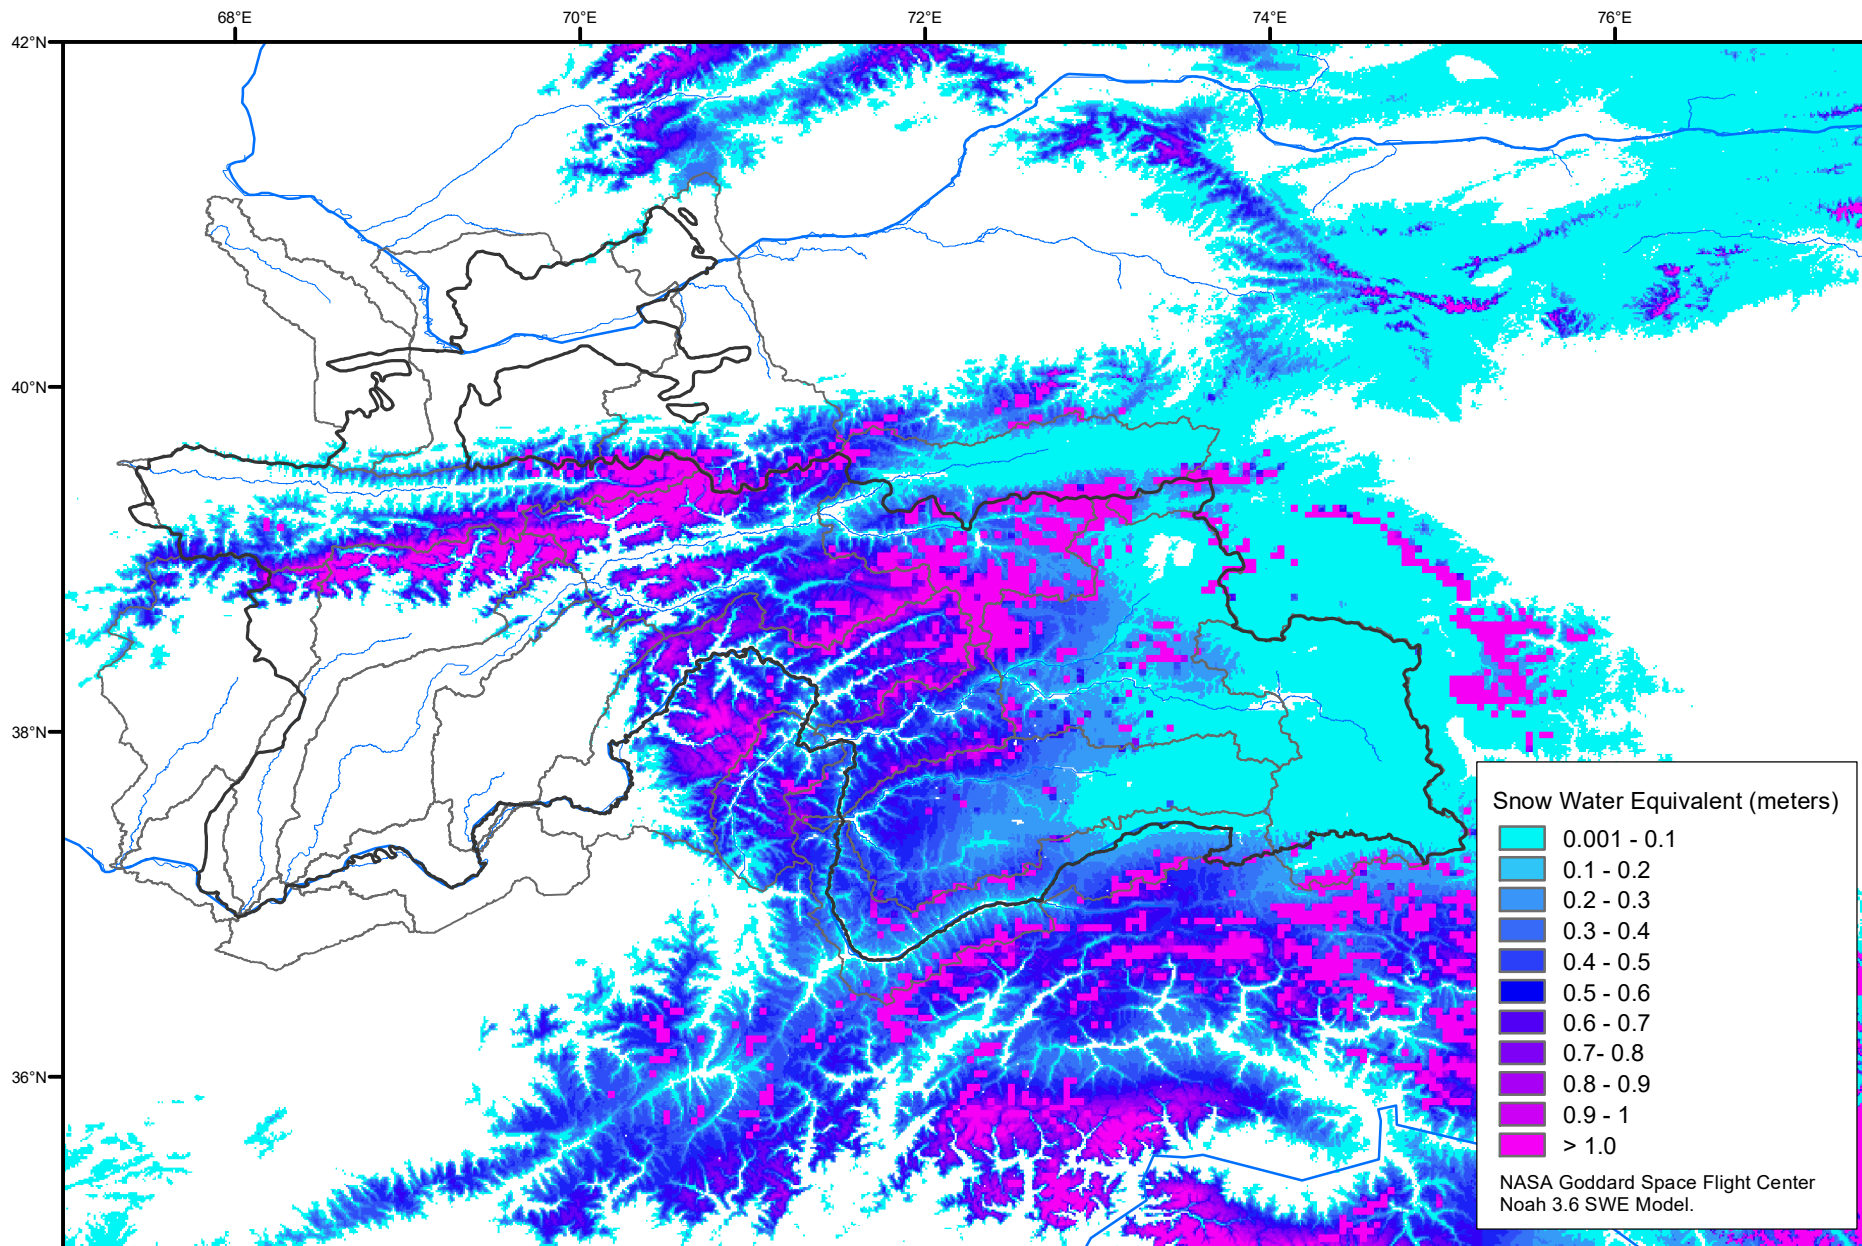 68°E 70°E 72°E 74°E 76°E
42°N
40°N
38°N
36°N
Snow Water Equivalent (meters)
0.001 - 0.1
0.1 - 0.2
0.2 - 0.3
0.3 - 0.4
0.4 - 0.5
0.5 - 0.6
0.6 - 0.7
0.7- 0.8
0.8 - 0.9
0.9 - 1
> 1.0
NASA Goddard Space Flight Center
Noah 3.6 SWE Model.